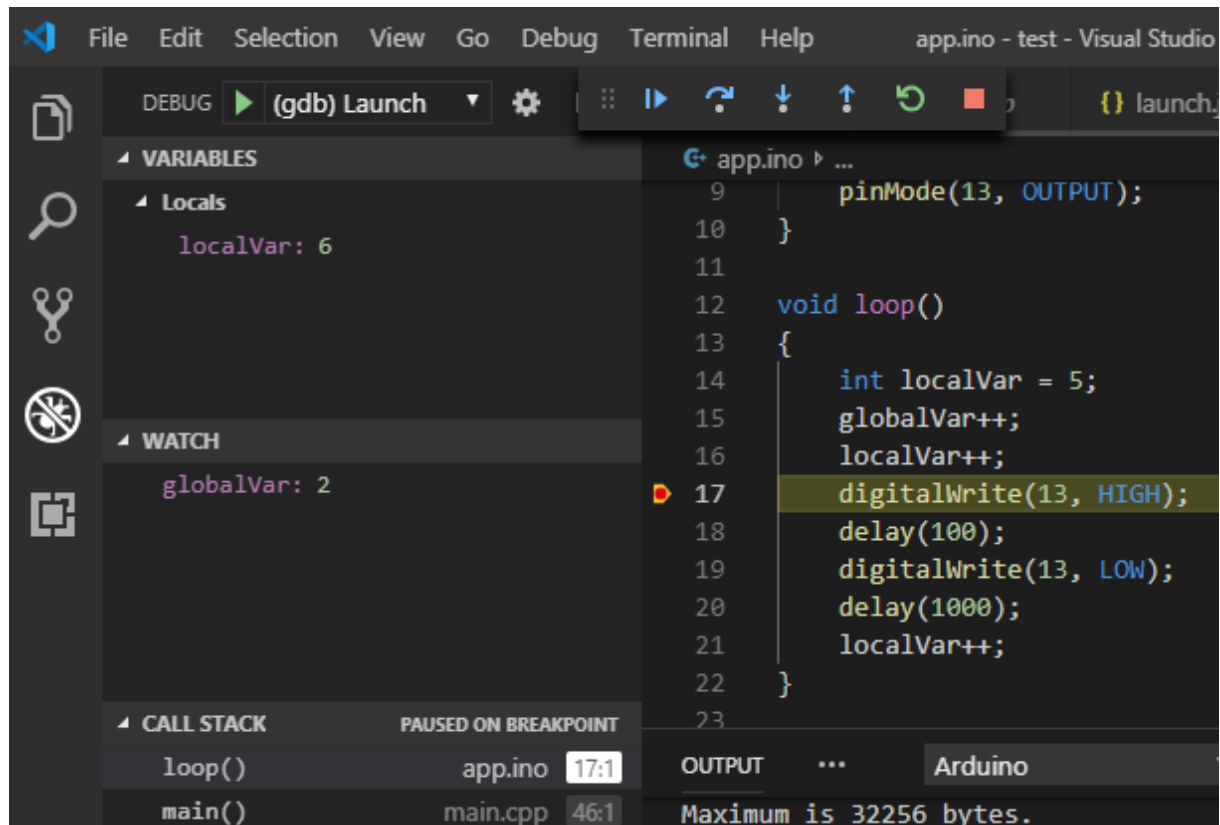 File Edit Selection View Go Debug Terminal Help app.ino - test - Visual Studio
DEBUG (gdb) Launch
{} launch.j
VARIABLES
Locals
localVar: 6
WATCH
globalVar: 2
CALL STACK PAUSED ON BREAKPOINT
loop() app.ino 17:1
main() main.cpp 46:1
app.ino ...
9 pinMode(13, OUTPUT);
10 }
11
12 void loop()
13 {
14 int localVar = 5;
15 globalVar++;
16 localVar++;
17 digitalWrite(13, HIGH);
18 delay(100);
19 digitalWrite(13, LOW);
20 delay(1000);
21 localVar++;
22 }
23
OUTPUT ... Arduino
Maximum is 32256 bytes.